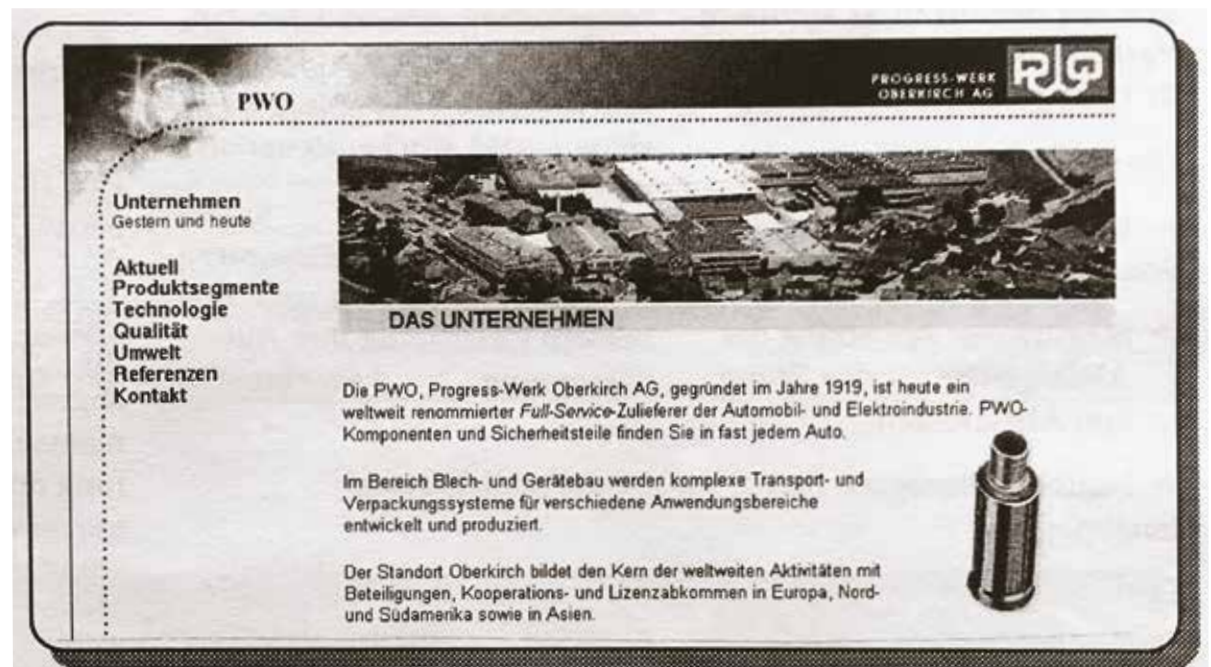 PWO
PROGRESS-WERK
OBERKIRCH AG
Unternehmen
Gestern und heute
Aktuell
Produktsegmente
Technologie
Qualität
Umwelt
Referenzen
Kontakt
DAS UNTERNEHMEN
Die PWO, Progress-Werk Oberkirch AG, gegründet im Jahre 1919, ist heute ein
weltweit renommierter Full-Service-Zulieferer der Automobil- und Elektroindustrie. PWO-
Komponenten und Sicherheitsteile finden Sie in fast jedem Auto.
Im Bereich Blech- und Gerätebau werden komplexe Transport- und
Verpackungssysteme für verschiedene Anwendungsbereiche
entwickelt und produziert.
Der Standort Oberkirch bildet den Kern der weltweiten Aktivitäten mit
Beteiligungen, Kooperations- und Lizenzabkommen in Europa, Nord-
und Südamerika sowie in Asien.